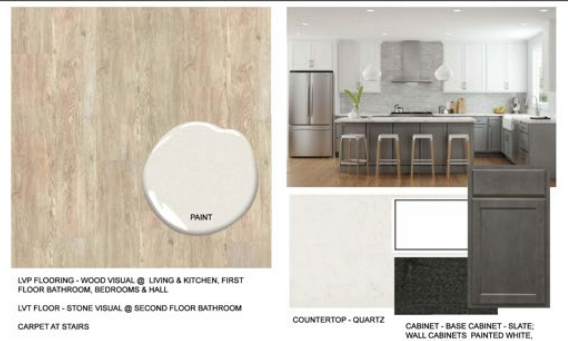 PAINT
LVP FLOORING - WOOD VISUAL @ LIVING & KITCHEN, FIRST
FLOOR BATHROOM, BEDROOMS & HALL
LVT FLOOR - STONE VISUAL @ SECOND FLOOR BATHROOM
CARPET AT STAIRS
COUNTERTOP - QUARTZ
CABINET - BASE CABINET - SLATE;
WALL CABINETS PAINTED WHITE,